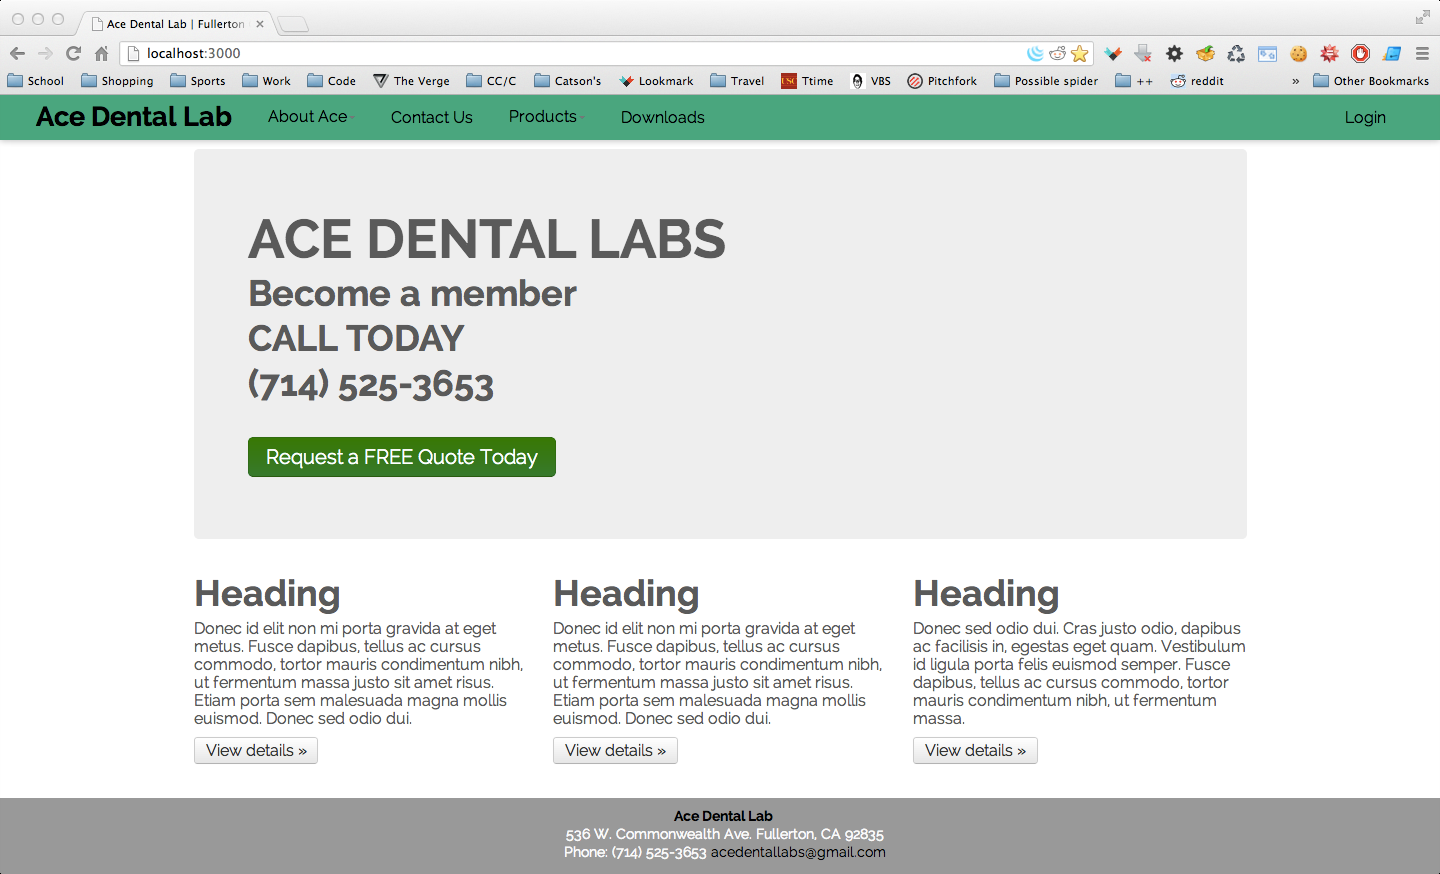 Ace Dental Lab | Fullerton
localhost:3000
School Shopping Sports Work Code The Verge CC/C Catson's Lookmark Travel USC Ttime VBS Pitchfork Possible spider ++ reddit » Other Bookmarks
Ace Dental Lab About Ace Contact Us Products Downloads Login
ACE DENTAL LABS
Become a member
CALL TODAY
(714) 525-3653
Request a FREE Quote Today
Heading
Donec id elit non mi porta gravida at eget
metus. Fusce dapibus, tellus ac cursus
commodo, tortor mauris condimentum nibh,
ut fermentum massa justo sit amet risus.
Etiam porta sem malesuada magna mollis
euismod. Donec sed odio dui.
View details »
Heading
Donec id elit non mi porta gravida at eget
metus. Fusce dapibus, tellus ac cursus
commodo, tortor mauris condimentum nibh,
ut fermentum massa justo sit amet risus.
Etiam porta sem malesuada magna mollis
euismod. Donec sed odio dui.
View details »
Heading
Donec sed odio dui. Cras justo odio, dapibus
ac facilisis in, egestas eget quam. Vestibulum
id ligula porta felis euismod semper. Fusce
dapibus, tellus ac cursus commodo, tortor
mauris condimentum nibh, ut fermentum
massa.
View details »
Ace Dental Lab
536 W. Commonwealth Ave. Fullerton, CA 92835
Phone: (714) 525-3653 acedentallabs@gmail.com